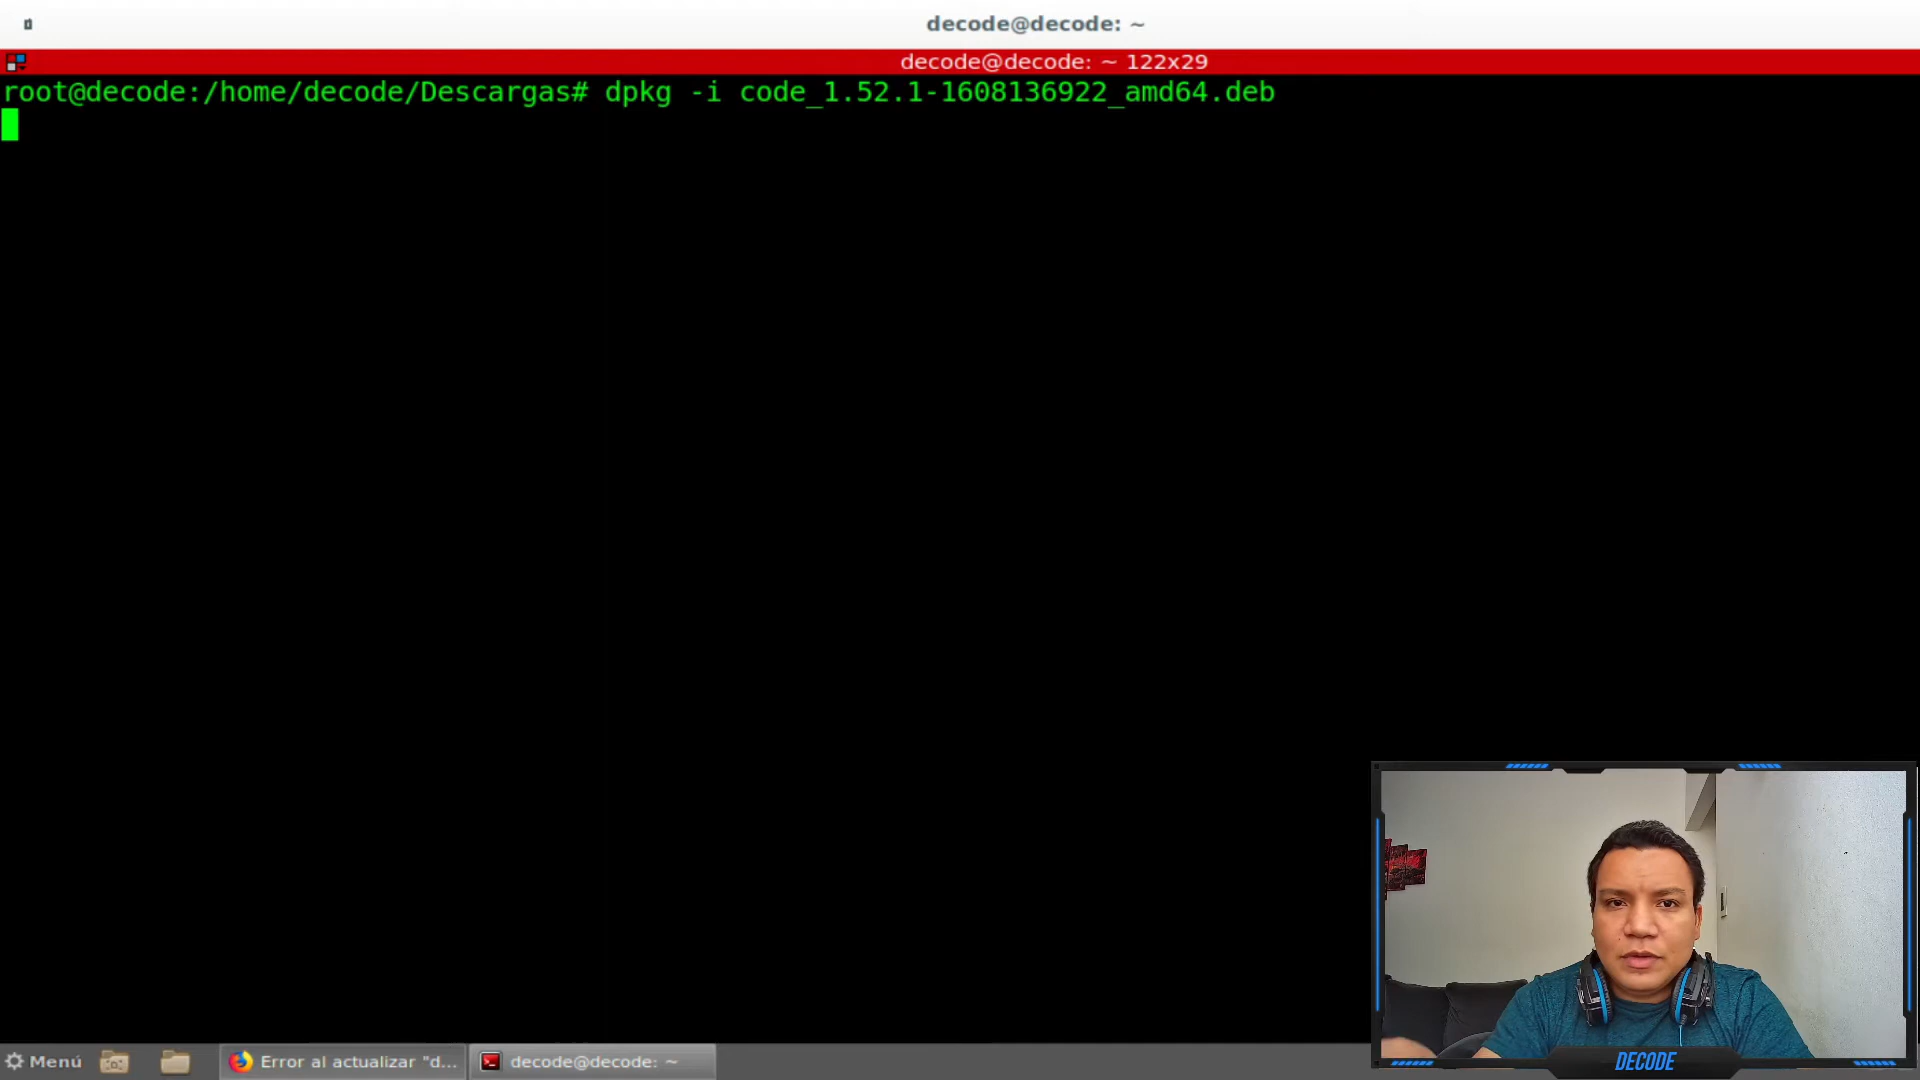 decode@decode: ~
decode@decode: ~ 122x29
root@decode:/home/decode/Descargas# dpkg -i code_1.52.1-1608136922_amd64.deb
Menú
Error al actualizar "d...
decode@decode: ~
DECODE